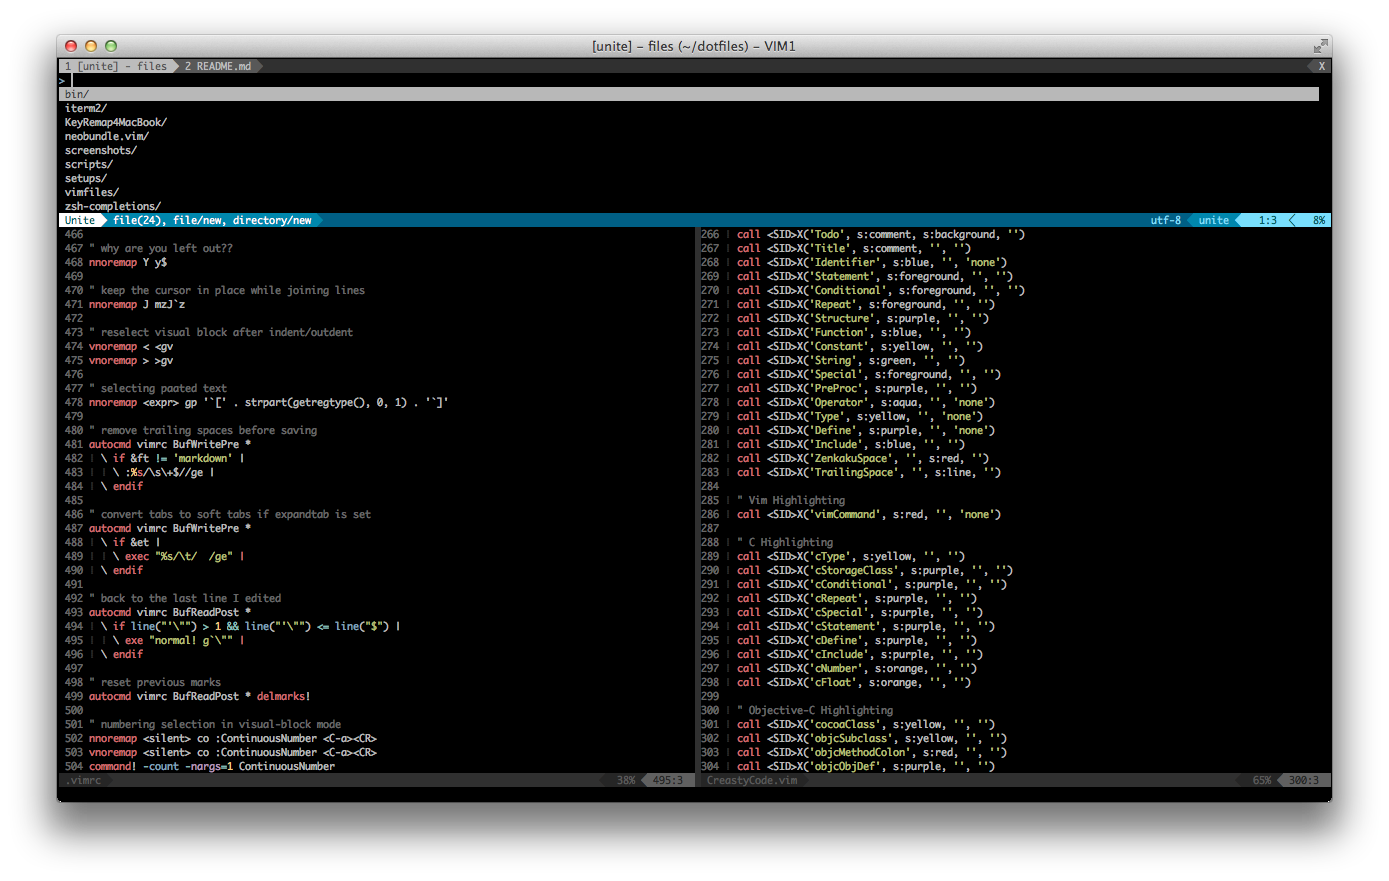 [unite] – files (~/dotfiles) – VIM1
1 [unite] - files  2 README.md  X
>
bin/
iterm2/
KeyRemap4MacBook/
neobundle.vim/
screenshots/
scripts/
setups/
vimfiles/
zsh-completions/
Unite  file(24), file/new, directory/new  utf-8  unite  1:3  8%
466
467 " why are you left out??
468 nnoremap Y y$
469
470 " keep the cursor in place while joining lines
471 nnoremap J mzJ`z
472
473 " reselect visual block after indent/outdent
474 vnoremap < <gv
475 vnoremap > >gv
476
477 " selecting paated text
478 nnoremap <expr> gp '`[' . strpart(getregtype(), 0, 1) . '`]'
479
480 " remove trailing spaces before saving
481 autocmd vimrc BufWritePre *
482 | \ if &ft != 'markdown' |
483 | | \ :%s/\s\+$//ge |
484 | \ endif
485
486 " convert tabs to soft tabs if expandtab is set
487 autocmd vimrc BufWritePre *
488 | \ if &et |
489 | | \ exec "%s/\t/  /ge" |
490 | \ endif
491
492 " back to the last line I edited
493 autocmd vimrc BufReadPost *
494 | \ if line("'\"") > 1 && line("'\"") <= line("$") |
495 | | \ exe "normal! g`\"" |
496 | \ endif
497
498 " reset previous marks
499 autocmd vimrc BufReadPost * delmarks!
500
501 " numbering selection in visual-block mode
502 nnoremap <silent> co :ContinuousNumber <C-a><CR>
503 vnoremap <silent> co :ContinuousNumber <C-a><CR>
504 command! -count -nargs=1 ContinuousNumber
.vimrc  38%  495:3
266 | call <SID>X('Todo', s:comment, s:background, '')
267 | call <SID>X('Title', s:comment, '', '')
268 | call <SID>X('Identifier', s:blue, '', 'none')
269 | call <SID>X('Statement', s:foreground, '', '')
270 | call <SID>X('Conditional', s:foreground, '', '')
271 | call <SID>X('Repeat', s:foreground, '', '')
272 | call <SID>X('Structure', s:purple, '', '')
273 | call <SID>X('Function', s:blue, '', '')
274 | call <SID>X('Constant', s:yellow, '', '')
275 | call <SID>X('String', s:green, '', '')
276 | call <SID>X('Special', s:foreground, '', '')
277 | call <SID>X('PreProc', s:purple, '', '')
278 | call <SID>X('Operator', s:aqua, '', 'none')
279 | call <SID>X('Type', s:yellow, '', 'none')
280 | call <SID>X('Define', s:purple, '', 'none')
281 | call <SID>X('Include', s:blue, '', '')
282 | call <SID>X('ZenkakuSpace', '', s:red, '')
283 | call <SID>X('TrailingSpace', '', s:line, '')
284
285 | " Vim Highlighting
286 | call <SID>X('vimCommand', s:red, '', 'none')
287
288 | " C Highlighting
289 | call <SID>X('cType', s:yellow, '', '')
290 | call <SID>X('cStorageClass', s:purple, '', '')
291 | call <SID>X('cConditional', s:purple, '', '')
292 | call <SID>X('cRepeat', s:purple, '', '')
293 | call <SID>X('cSpecial', s:purple, '', '')
294 | call <SID>X('cStatement', s:purple, '', '')
295 | call <SID>X('cDefine', s:purple, '', '')
296 | call <SID>X('cInclude', s:purple, '', '')
297 | call <SID>X('cNumber', s:orange, '', '')
298 | call <SID>X('cFloat', s:orange, '', '')
299
300 | " Objective-C Highlighting
301 | call <SID>X('cocoaClass', s:yellow, '', '')
302 | call <SID>X('objcSubclass', s:yellow, '', '')
303 | call <SID>X('objcMethodColon', s:red, '', '')
304 | call <SID>X('objcObjDef', s:purple, '', '')
CreastyCode.vim  65%  300:3